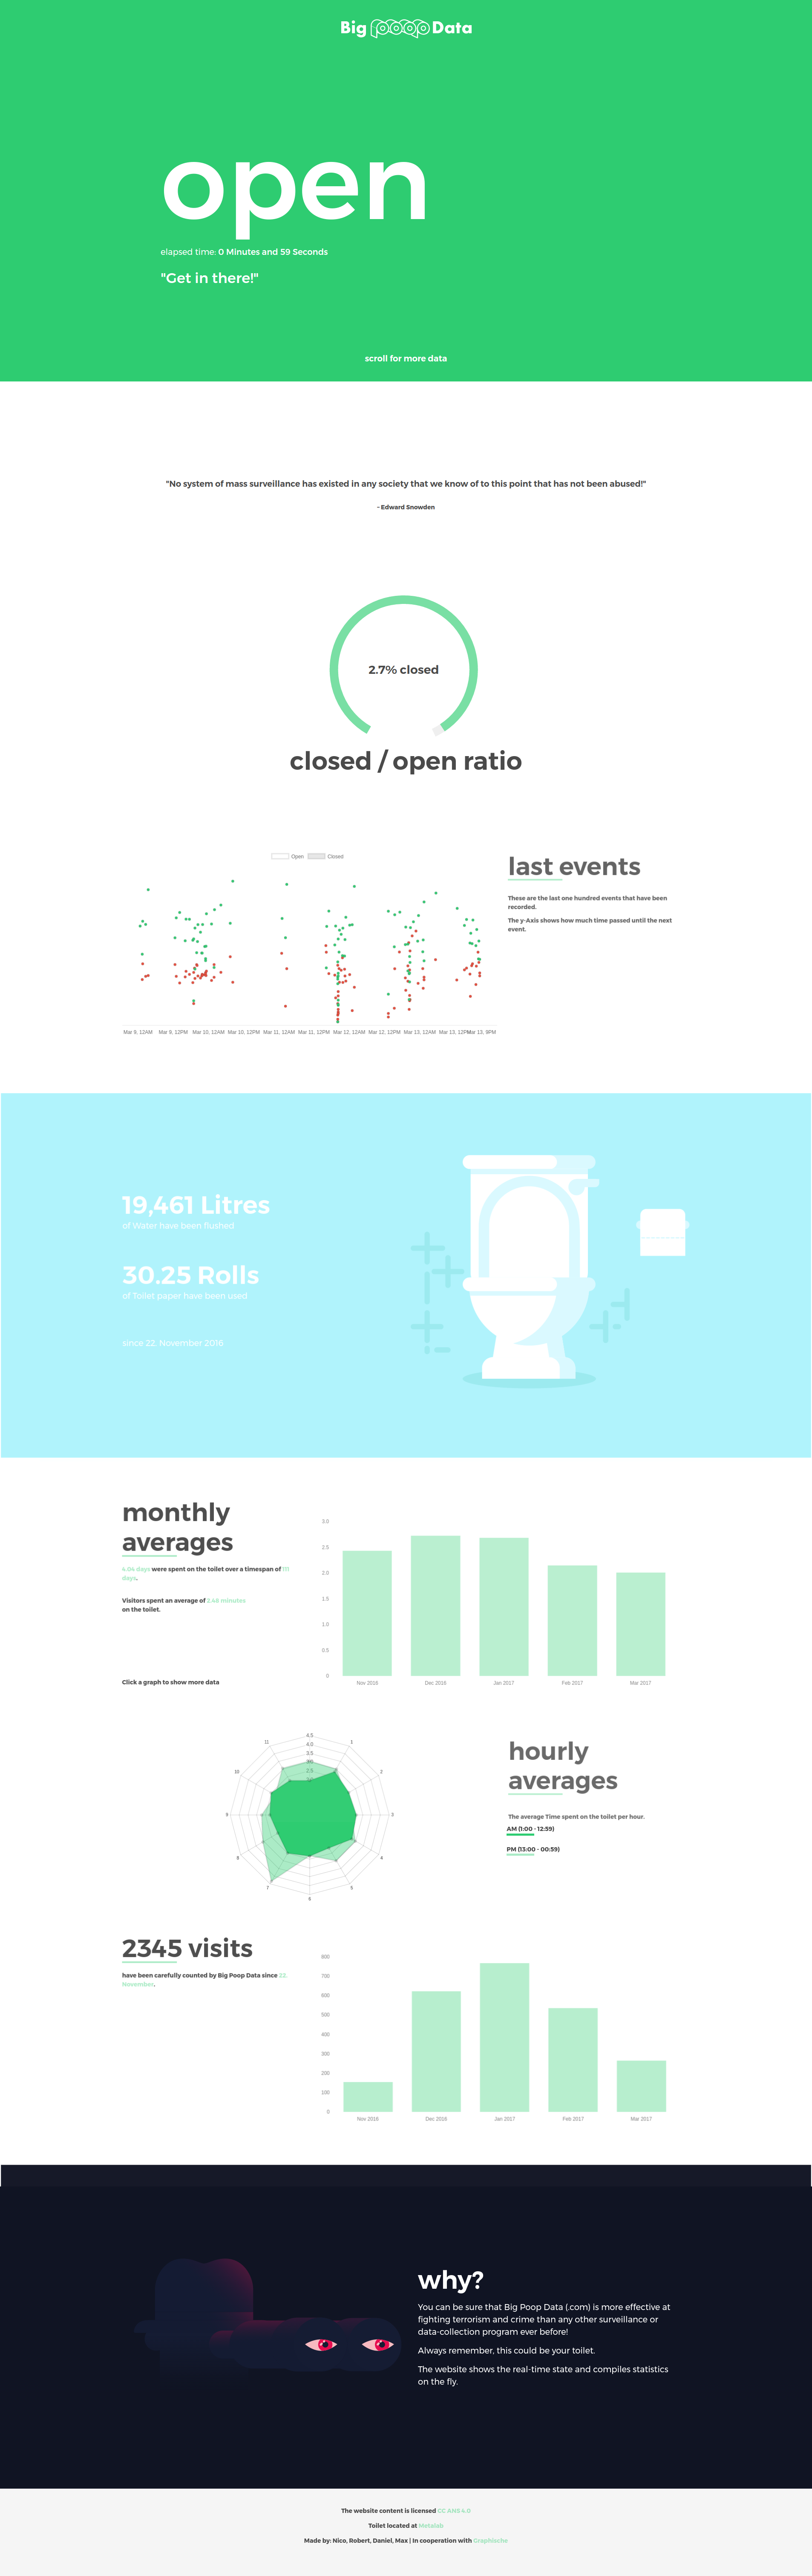 Big poop Data
open
elapsed time: 0 Minutes and 59 Seconds
"Get in there!"
scroll for more data
"No system of mass surveillance has existed in any society that we know of to this point that has not been abused!"
- Edward Snowden
2.7% closed
closed / open ratio
Open Closed
last events
These are the last one hundred events that have been
recorded.
The y-Axis shows how much time passed until the next
event.
Mar 9, 12AM Mar 9, 12PM Mar 10, 12AM Mar 10, 12PM Mar 11, 12AM Mar 11, 12PM Mar 12, 12AM Mar 12, 12PM Mar 13, 12AM Mar 13, 12PM Mar 13, 9PM
19,461 Litres
of Water have been flushed
30.25 Rolls
of Toilet paper have been used
since 22. November 2016
monthly
averages
4.04 days were spent on the toilet over a timespan of 111
days.
Visitors spent an average of 2.48 minutes
on the toilet.
Click a graph to show more data
3.0
2.5
2.0
1.5
1.0
0.5
0
Nov 2016 Dec 2016 Jan 2017 Feb 2017 Mar 2017
4.5
4.0
3.5
3.0
2.5
1
2
3
4
5
6
7
8
9
10
11
hourly
averages
The average Time spent on the toilet per hour.
AM (1:00 - 12:59)
PM (13:00 - 00:59)
2345 visits
have been carefully counted by Big Poop Data since 22.
November.
800
700
600
500
400
300
200
100
0
Nov 2016 Dec 2016 Jan 2017 Feb 2017 Mar 2017
why?
You can be sure that Big Poop Data (.com) is more effective at
fighting terrorism and crime than any other surveillance or
data-collection program ever before!
Always remember, this could be your toilet.
The website shows the real-time state and compiles statistics
on the fly.
The website content is licensed CC ANS 4.0
Toilet located at Metalab
Made by: Nico, Robert, Daniel, Max | In cooperation with Graphische